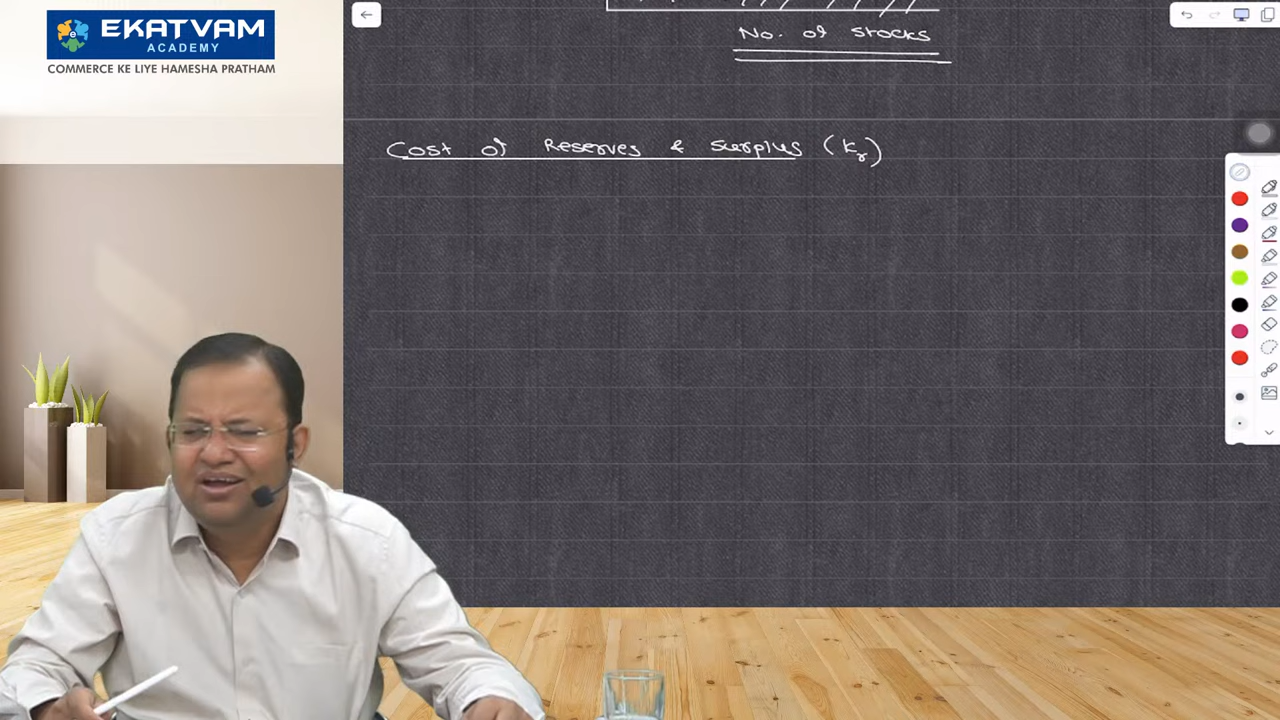 EKATVAM
ACADEMY
COMMERCE KE LIYE HAMESHA PRATHAM
No. of stocks
Cost of Reserves & Surplus (Kr)